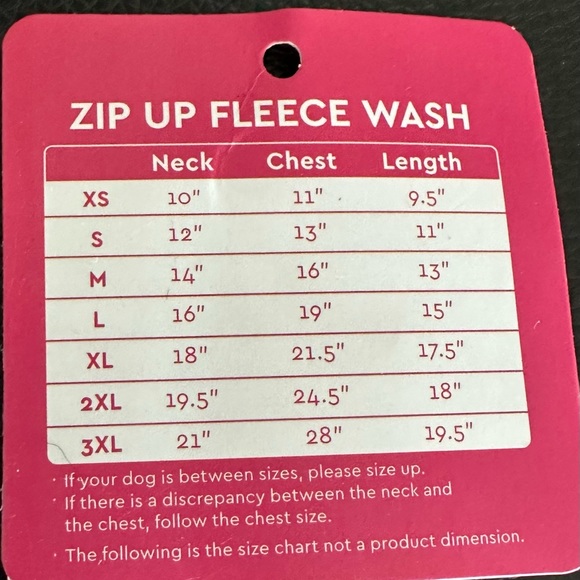 ZIP UP FLEECE WASH
Neck Chest Length
XS 10" 11" 9.5"
S 12" 13" 11"
M 14" 16" 13"
L 16" 19" 15"
XL 18" 21.5" 17.5"
2XL 19.5" 24.5" 18"
3XL 21" 28" 19.5"
· If your dog is between sizes, please size up.
· If there is a discrepancy between the neck and
the chest, follow the chest size.
· The following is the size chart not a product dimension.